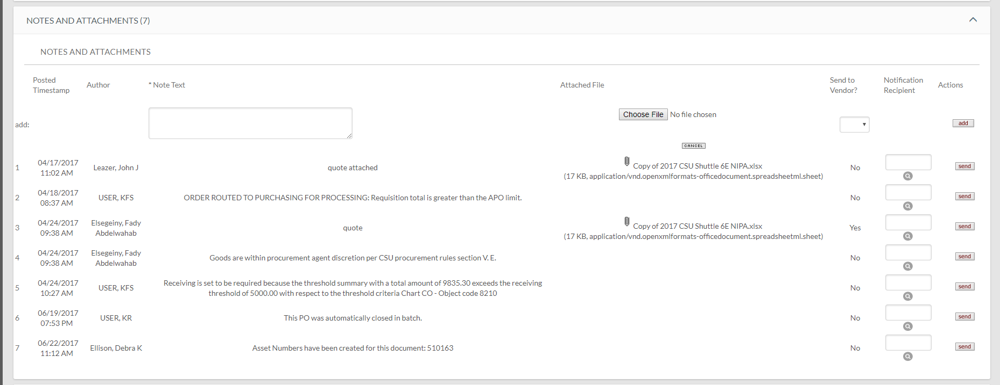 NOTES AND ATTACHMENTS (7)
NOTES AND ATTACHMENTS
Posted Timestamp Author * Note Text Attached File Send to Vendor? Notification Recipient Actions
add: Choose File No file chosen add
CANCEL
1 04/17/2017 11:02 AM Leazer, John J quote attached Copy of 2017 CSU Shuttle 6E NIPA.xlsx (17 KB, application/vnd.openxmlformats-officedocument.spreadsheetml.sheet) No send
2 04/18/2017 08:37 AM USER, KFS ORDER ROUTED TO PURCHASING FOR PROCESSING: Requisition total is greater than the APO limit. No send
3 04/24/2017 09:38 AM Elsegeiny, Fady Abdelwahab quote Copy of 2017 CSU Shuttle 6E NIPA.xlsx (17 KB, application/vnd.openxmlformats-officedocument.spreadsheetml.sheet) Yes send
4 04/24/2017 09:38 AM Elsegeiny, Fady Abdelwahab Goods are within procurement agent discretion per CSU procurement rules section V. E. No send
5 04/24/2017 10:27 AM USER, KFS Receiving is set to be required because the threshold summary with a total amount of 9835.30 exceeds the receiving threshold of 5000.00 with respect to the threshold criteria Chart CO - Object code 8210 No send
6 06/19/2017 07:53 PM USER, KR This PO was automatically closed in batch. No send
7 06/22/2017 11:12 AM Ellison, Debra K Asset Numbers have been created for this document: 510163 No send